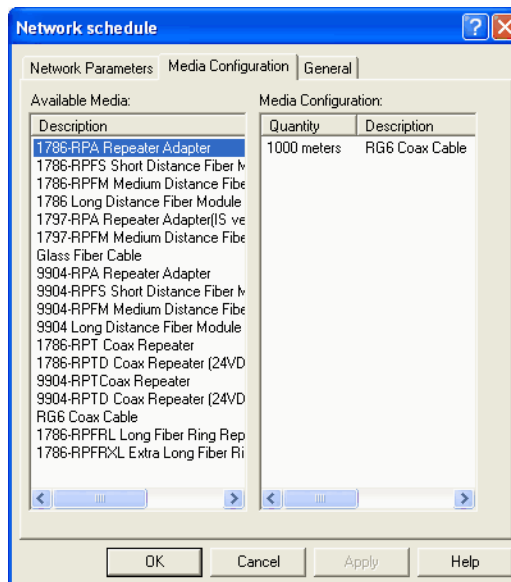 Network schedule
Network Parameters
Media Configuration
General
Available Media:
Description
1786-RPA Repeater Adapter
1786-RPFS Short Distance Fiber M
1786-RPFM Medium Distance Fibe
1786 Long Distance Fiber Module
1797-RPA Repeater Adapter(IS ve
1797-RPFM Medium Distance Fibe
Glass Fiber Cable
9904-RPA Repeater Adapter
9904-RPFS Short Distance Fiber M
9904-RPFM Medium Distance Fibe
9904 Long Distance Fiber Module
1786-RPT Coax Repeater
1786-RPTD Coax Repeater (24VD
9904-RPTCoax Repeater
9904-RPTD Coax Repeater (24VD
RG6 Coax Cable
1786-RPFRL Long Fiber Ring Rep
1786-RPFRXL Extra Long Fiber Ri
Media Configuration:
Quantity Description
1000 meters RG6 Coax Cable
OK
Cancel
Apply
Help